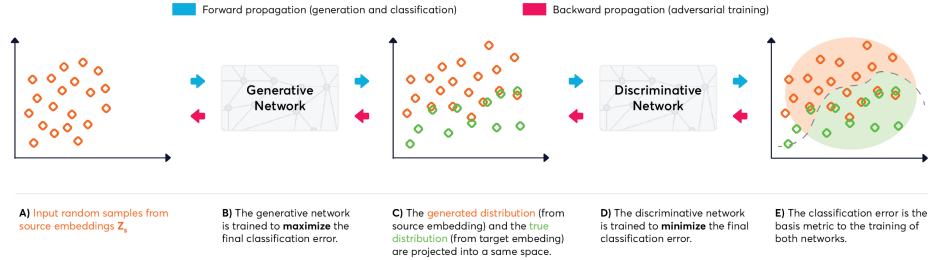 Forward propagation (generation and classification)
Backward propagation (adversarial training)
Generative
Network
Discriminative
Network
A) Input random samples from
source embeddings Zs
B) The generative network
is trained to maximize the
final classification error.
C) The generated distribution (from
source embedding) and the true
distribution (from target embeding)
are projected into a same space.
D) The discriminative network
is trained to minimize the final
classification error.
E) The classification error is the
basis metric to the training of
both networks.